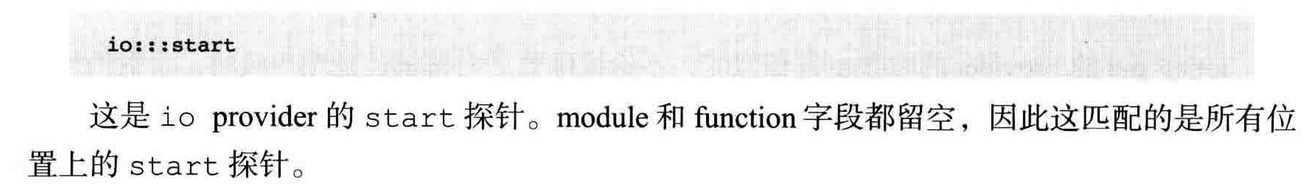 io:::start
这是 io provider 的 start 探针。module 和 function 字段都留空，因此这匹配的是所有位
置上的 start 探针。